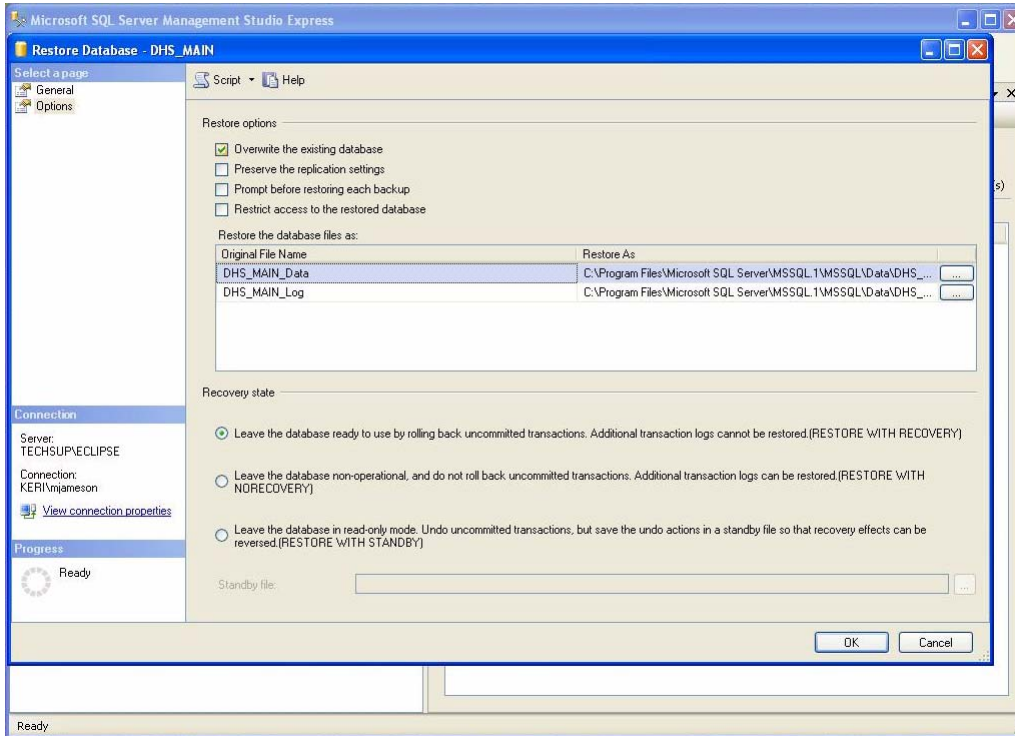 Microsoft SQL Server Management Studio Express
Restore Database - DHS_MAIN
Select a page
General
Options
Script
Help
Restore options
Overwrite the existing database
Preserve the replication settings
Prompt before restoring each backup
Restrict access to the restored database
s)
Restore the database files as:
Original File Name Restore As
DHS_MAIN_Data C:\Program Files\Microsoft SQL Server\MSSQL.1\MSSQL\Data\DHS_... ...
DHS_MAIN_Log C:\Program Files\Microsoft SQL Server\MSSQL.1\MSSQL\Data\DHS_... ...
Recovery state
Leave the database ready to use by rolling back uncommitted transactions. Additional transaction logs cannot be restored.(RESTORE WITH RECOVERY)
Leave the database non-operational, and do not roll back uncommitted transactions. Additional transaction logs can be restored.(RESTORE WITH
NORECOVERY)
Leave the database in read-only mode. Undo uncommitted transactions, but save the undo actions in a standby file so that recovery effects can be
reversed.(RESTORE WITH STANDBY)
Standby file: ...
Connection
Server:
TECHSUP\ECLIPSE
Connection:
KERI\mjameson
View connection properties
Progress
Ready
OK Cancel
Ready